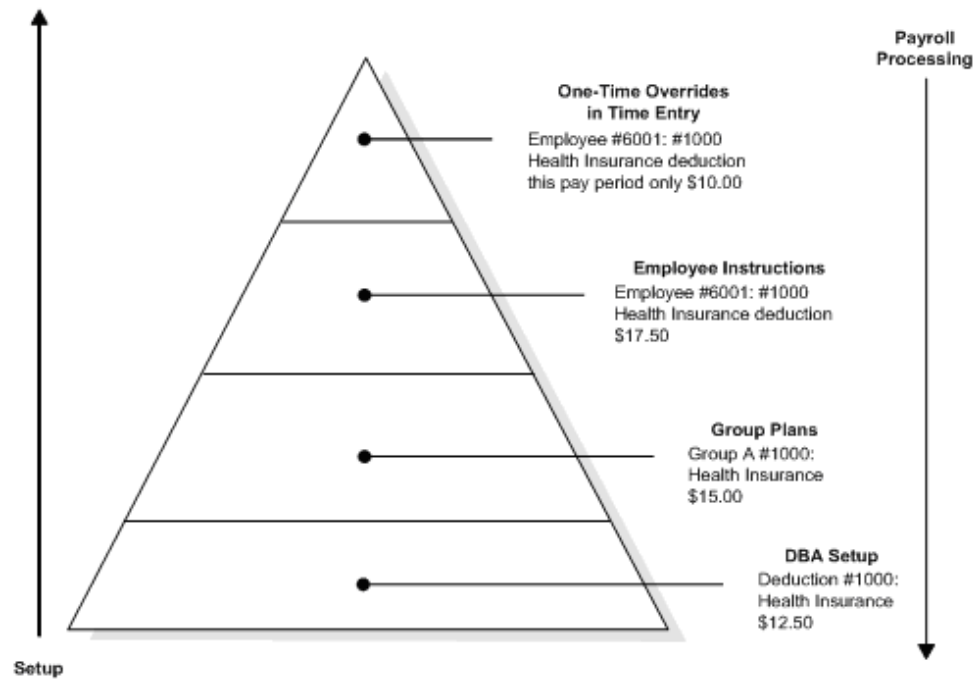 Payroll
Processing
One-Time Overrides
in Time Entry
Employee #6001: #1000
Health Insurance deduction
this pay period only $10.00
Employee Instructions
Employee #6001: #1000
Health Insurance deduction
$17.50
Group Plans
Group A #1000:
Health Insurance
$15.00
DBA Setup
Deduction #1000:
Health Insurance
$12.50
Setup